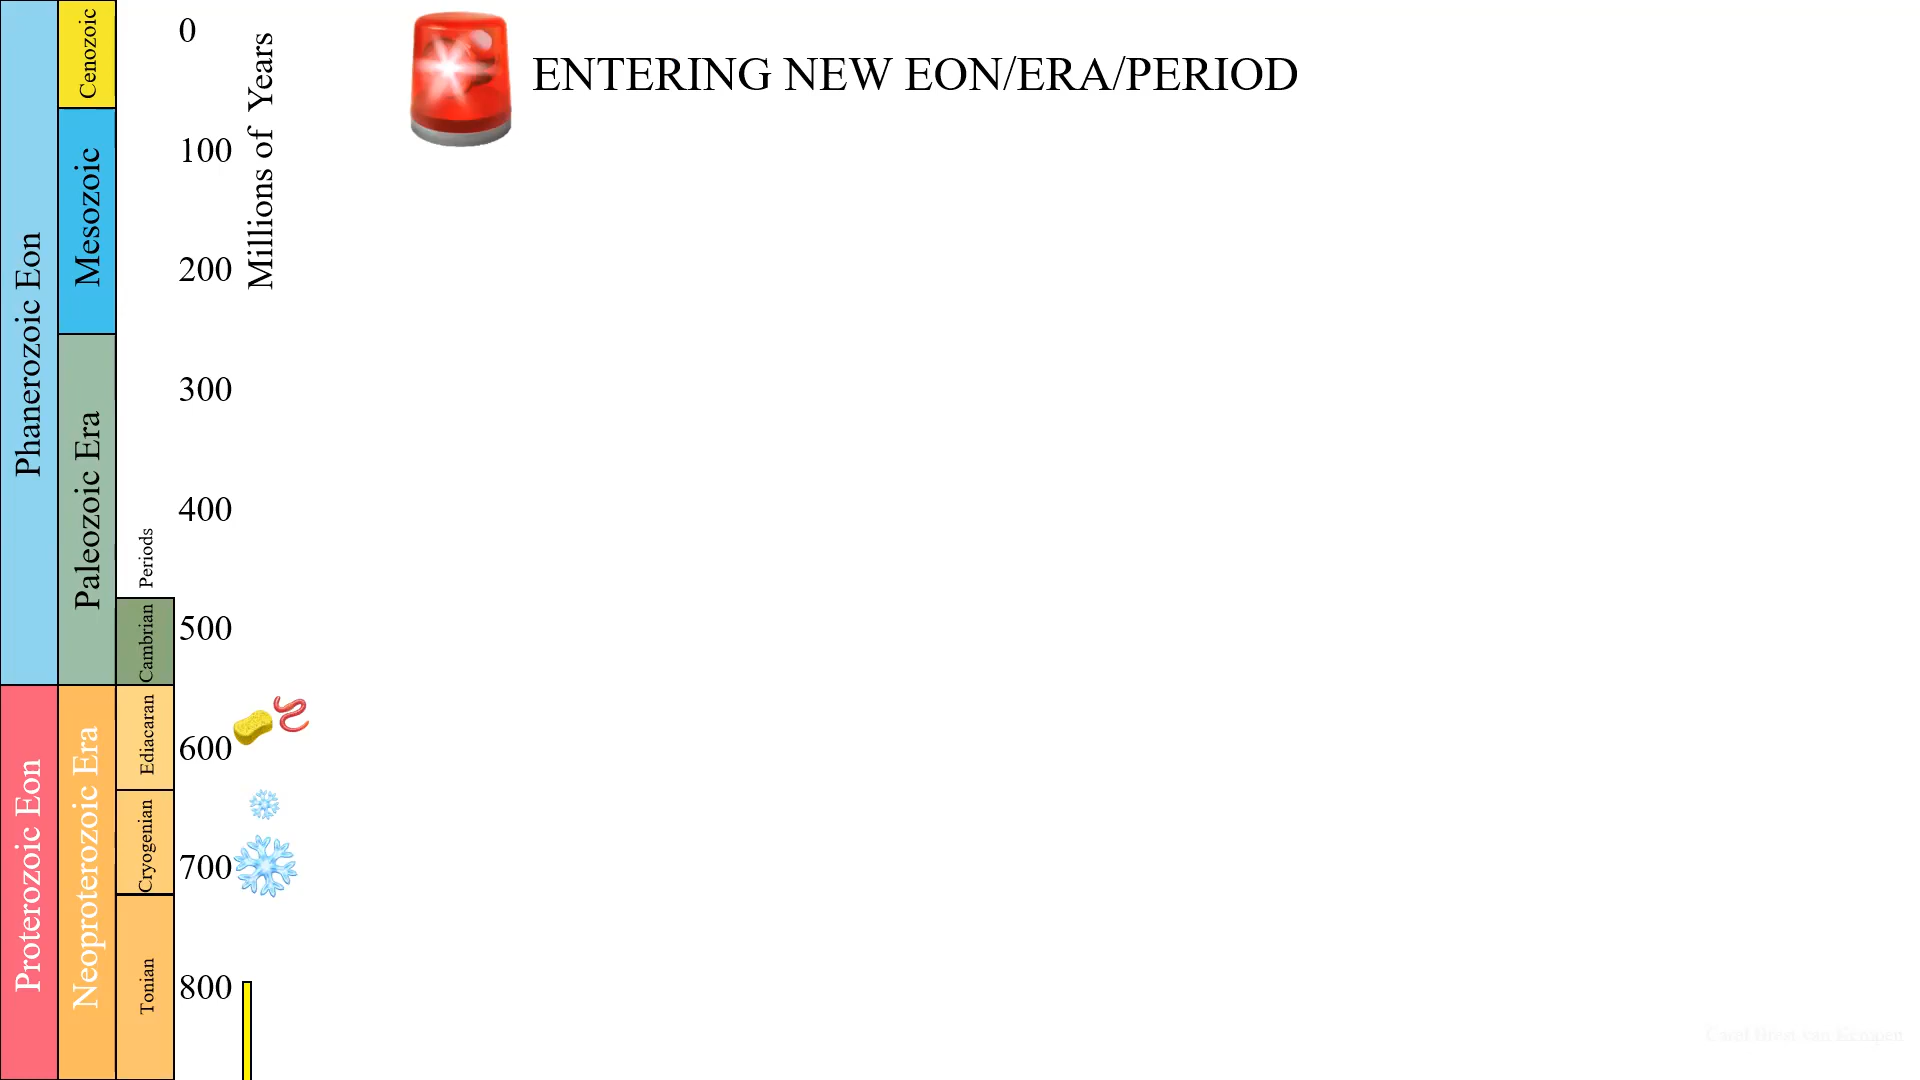 ENTERING NEW EON/ERA/PERIOD
Phanerozoic Eon
Proterozoic Eon
Cenozoic
Mesozoic
Paleozoic Era
Neoproterozoic Era
Periods
Cambrian
Ediacaran
Cryogenian
Tonian
0
100
200
300
400
500
600
700
800
Millions of Years